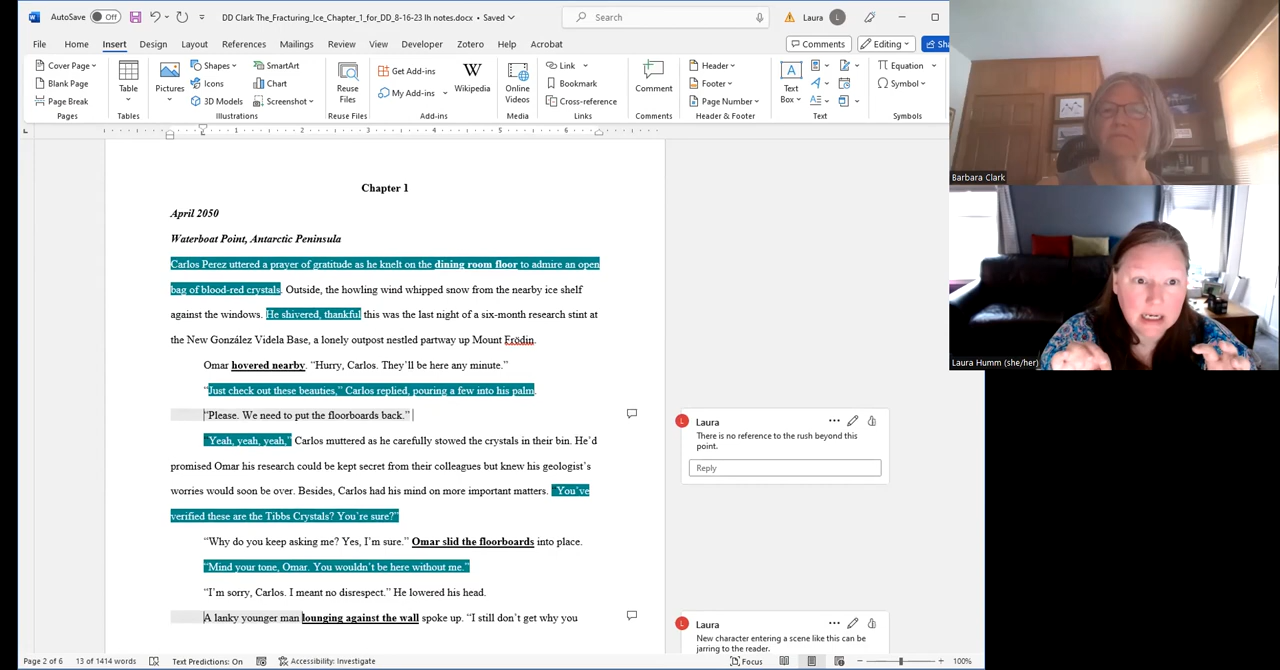 AutoSave Off DD Clark The_Fracturing_Ice_Chapter_1_for_DD_8-16-23 lh notes.docx • Saved Search Laura L
File Home Insert Design Layout References Mailings Review View Developer Zotero Help Acrobat Comments Editing Sha
Cover Page
Blank Page
Page Break
Pages
Table
Tables
Pictures
Shapes
Icons
3D Models
SmartArt
Chart
Screenshot
Illustrations
Reuse Files
Reuse Files
Get Add-ins
My Add-ins
W
Wikipedia
Add-ins
Online Videos
Media
Link
Bookmark
Cross-reference
Links
Comment
Comments
Header
Footer
Page Number
Header & Footer
A
Text Box
Text
Equation
Symbol
Symbols
1 2 3 4 5 6
Chapter 1
April 2050
Waterboat Point, Antarctic Peninsula
Carlos Perez uttered a prayer of gratitude as he knelt on the dining room floor to admire an open
bag of blood-red crystals. Outside, the howling wind whipped snow from the nearby ice shelf
against the windows. He shivered, thankful this was the last night of a six-month research stint at
the New González Videla Base, a lonely outpost nestled partway up Mount Frödin.
Omar hovered nearby. “Hurry, Carlos. They’ll be here any minute.”
“Just check out these beauties,” Carlos replied, pouring a few into his palm.
“Please. We need to put the floorboards back.”
“Yeah, yeah, yeah,” Carlos muttered as he carefully stowed the crystals in their bin. He’d
promised Omar his research could be kept secret from their colleagues but knew his geologist’s
worries would soon be over. Besides, Carlos had his mind on more important matters. “You’ve
verified these are the Tibbs Crystals? You’re sure?”
“Why do you keep asking me? Yes, I’m sure.” Omar slid the floorboards into place.
“Mind your tone, Omar. You wouldn’t be here without me.”
“I’m sorry, Carlos. I meant no disrespect.” He lowered his head.
A lanky younger man lounging against the wall spoke up. “I still don’t get why you
L Laura
There is no reference to the rush beyond this
point.
Reply
L Laura
New character entering a scene like this can be
jarring to the reader.
Page 2 of 6 13 of 1414 words Text Predictions: On Accessibility: Investigate Focus 100%
Barbara Clark
Laura Humm (she/her)